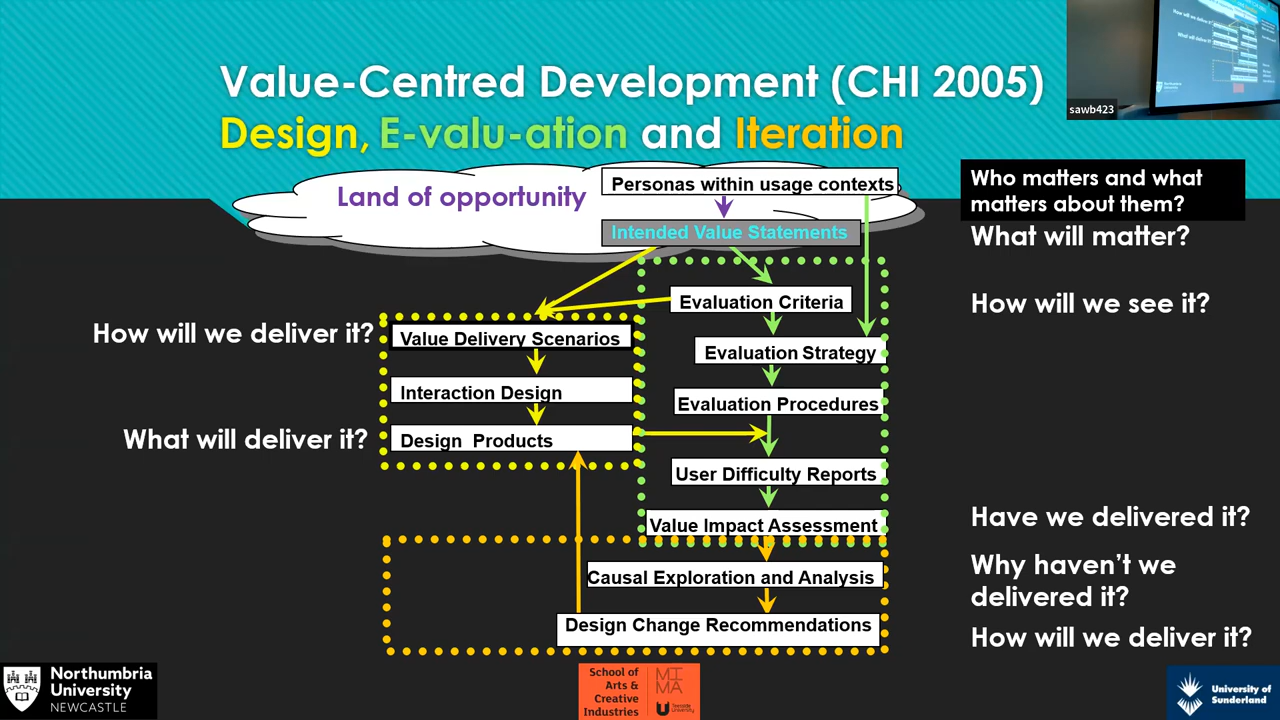 Value-Centred Development (CHI 2005)
Design, E-valu-ation and Iteration
sawb423
Land of opportunity
Personas within usage contexts
Who matters and what
matters about them?
Intended Value Statements
What will matter?
Evaluation Criteria
How will we see it?
How will we deliver it?
Value Delivery Scenarios
Evaluation Strategy
Interaction Design
Evaluation Procedures
What will deliver it?
Design Products
User Difficulty Reports
Value Impact Assessment
Have we delivered it?
Causal Exploration and Analysis
Why haven’t we
delivered it?
Design Change Recommendations
How will we deliver it?
Northumbria
University
NEWCASTLE
School of
Arts &
Creative
Industries
MIMA
Teesside
University
University of
Sunderland